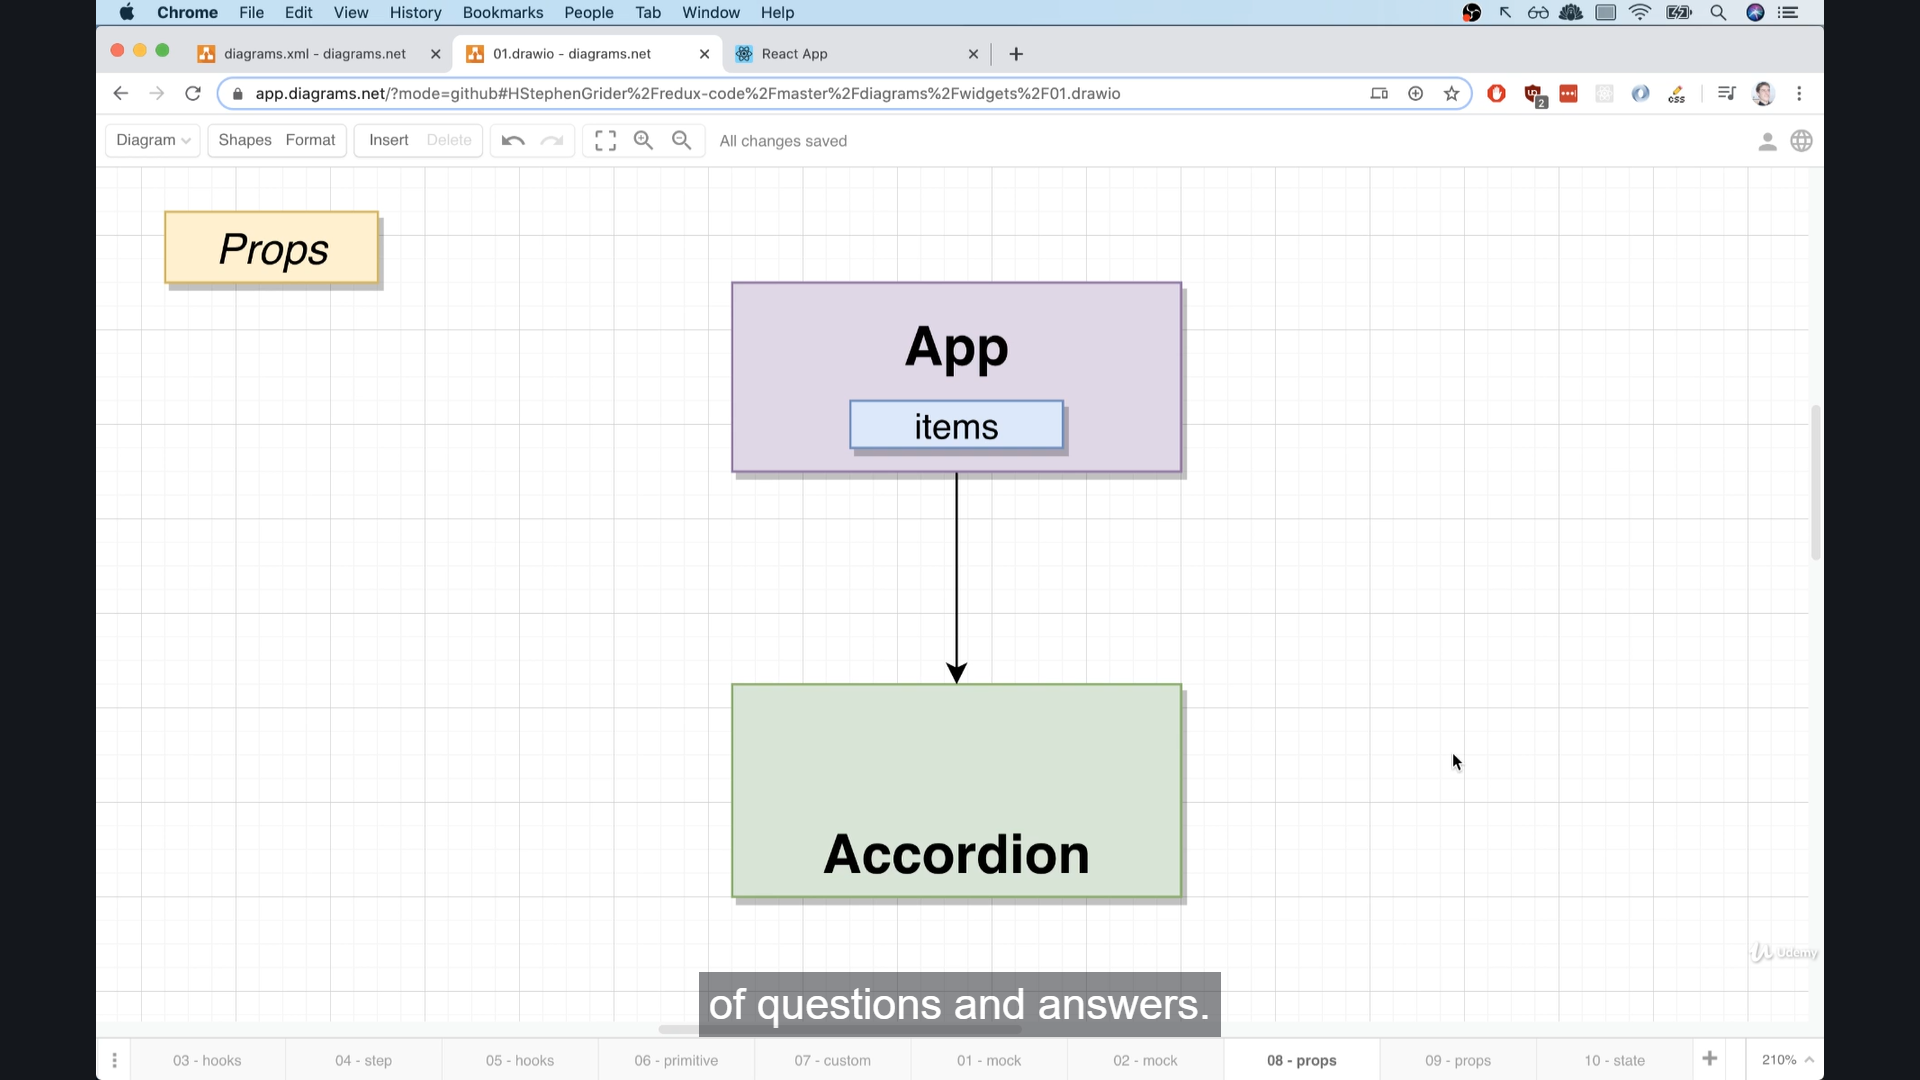 Chrome File Edit View History Bookmarks People Tab Window Help
diagrams.xml - diagrams.net
01.drawio - diagrams.net
React App
app.diagrams.net/?mode=github#HStephenGrider%2Fredux-code%2Fmaster%2Fdiagrams%2Fwidgets%2F01.drawio
2
css
Diagram Shapes Format Insert Delete All changes saved
Props
App
items
Accordion
Udemy
of questions and answers.
03 - hooks 04 - step 05 - hooks 06 - primitive 07 - custom 01 - mock 02 - mock 08 - props 09 - props 10 - state 210%